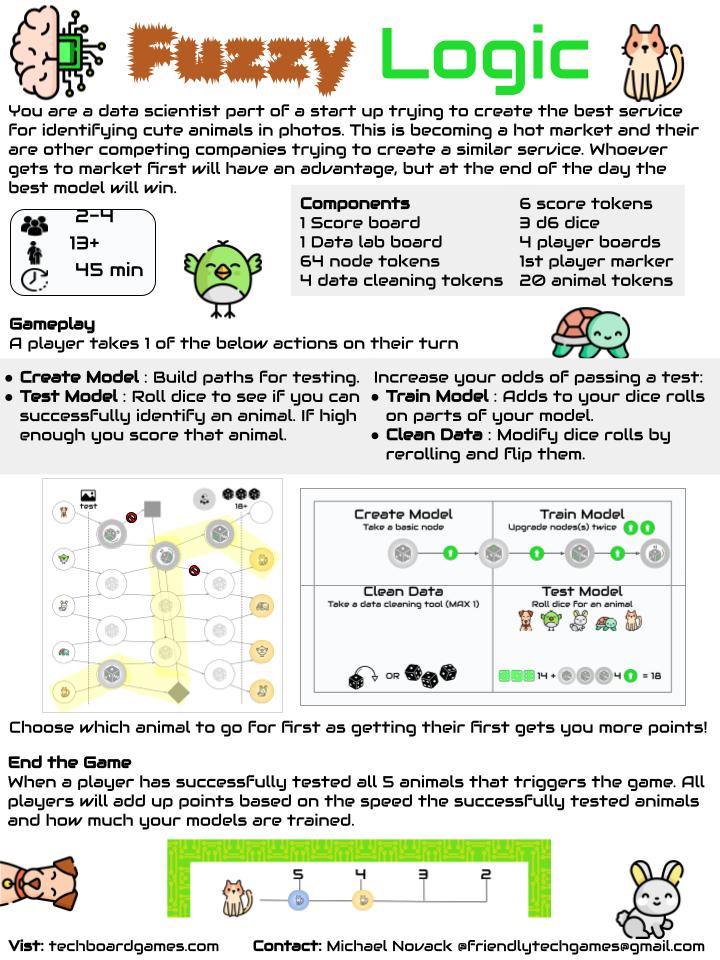 Fuzzy Logic
You are a data scientist part of a start up trying to create the best service
for identifying cute animals in photos. This is becoming a hot market and their
are other competing companies trying to create a similar service. Whoever
gets to market first will have an advantage, but at the end of the day the
best model will win.
2-4
13+
45 min
Components
1 Score board
1 Data lab board
64 node tokens
4 data cleaning tokens
6 score tokens
3 d6 dice
4 player boards
1st player marker
20 animal tokens
Gameplay
A player takes 1 of the below actions on their turn
• Create Model : Build paths for testing.
• Test Model : Roll dice to see if you can
successfully identify an animal. If high
enough you score that animal.
Increase your odds of passing a test:
• Train Model : Adds to your dice rolls
on parts of your model.
• Clean Data : Modify dice rolls by
rerolling and flip them.
test
18+
Create Model
Take a basic node
Train Model
Upgrade nodes(s) twice
Clean Data
Take a data cleaning tool (MAX 1)
OR
Test Model
Roll dice for an animal
14 + 4 = 18
Choose which animal to go for first as getting their first gets you more points!
End the Game
When a player has successfully tested all 5 animals that triggers the game. All
players will add up points based on the speed the successfully tested animals
and how much your models are trained.
5 4 3 2
Vist: techboardgames.com Contact: Michael Novack @friendlytechgames@gmail.com